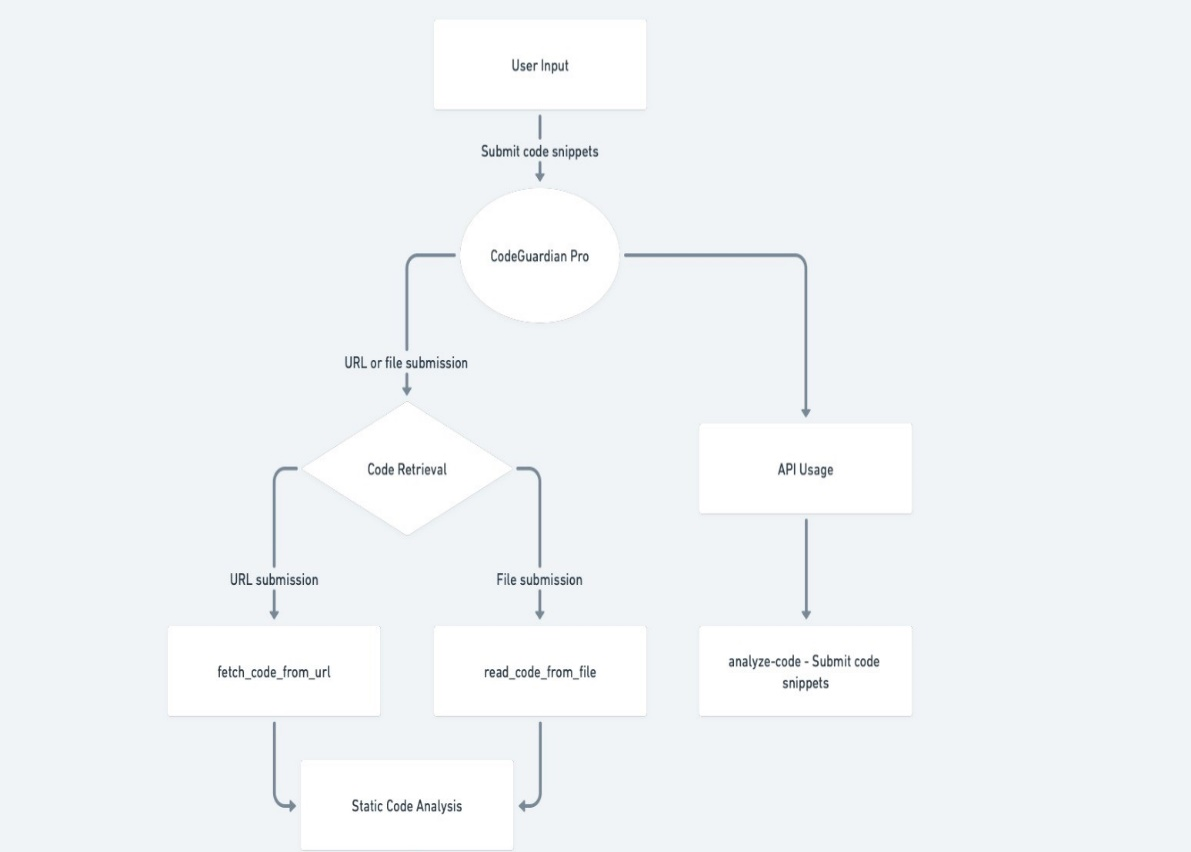 User Input
Submit code snippets
CodeGuardian Pro
URL or file submission
Code Retrieval
API Usage
URL submission
File submission
fetch_code_from_url
read_code_from_file
analyze-code - Submit code
snippets
Static Code Analysis